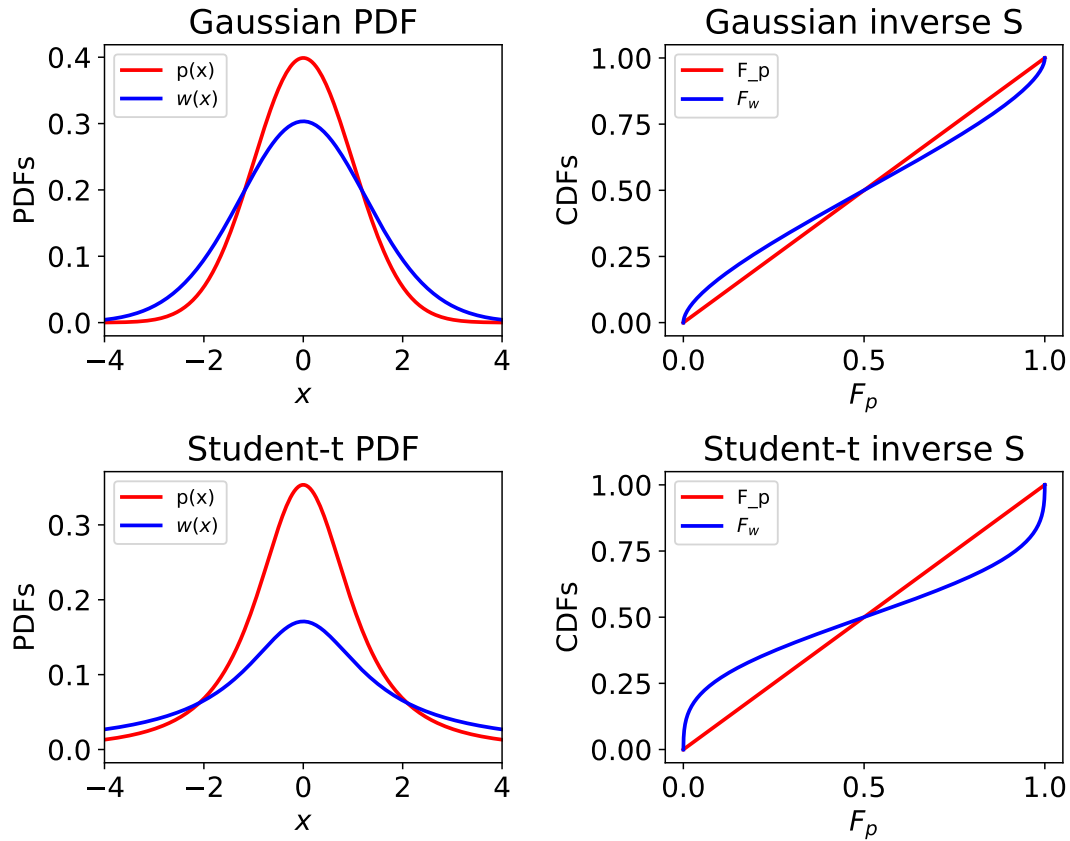 Gaussian PDF
p(x)
w(x)
PDFs
0.4
0.3
0.2
0.1
0.0
−4
−2
0
2
4
x
Gaussian inverse S
F_p
F_w
CDFs
1.00
0.75
0.50
0.25
0.00
0.0
0.5
1.0
F_p
Student-t PDF
p(x)
w(x)
PDFs
0.3
0.2
0.1
0.0
−4
−2
0
2
4
x
Student-t inverse S
F_p
F_w
CDFs
1.00
0.75
0.50
0.25
0.00
0.0
0.5
1.0
F_p